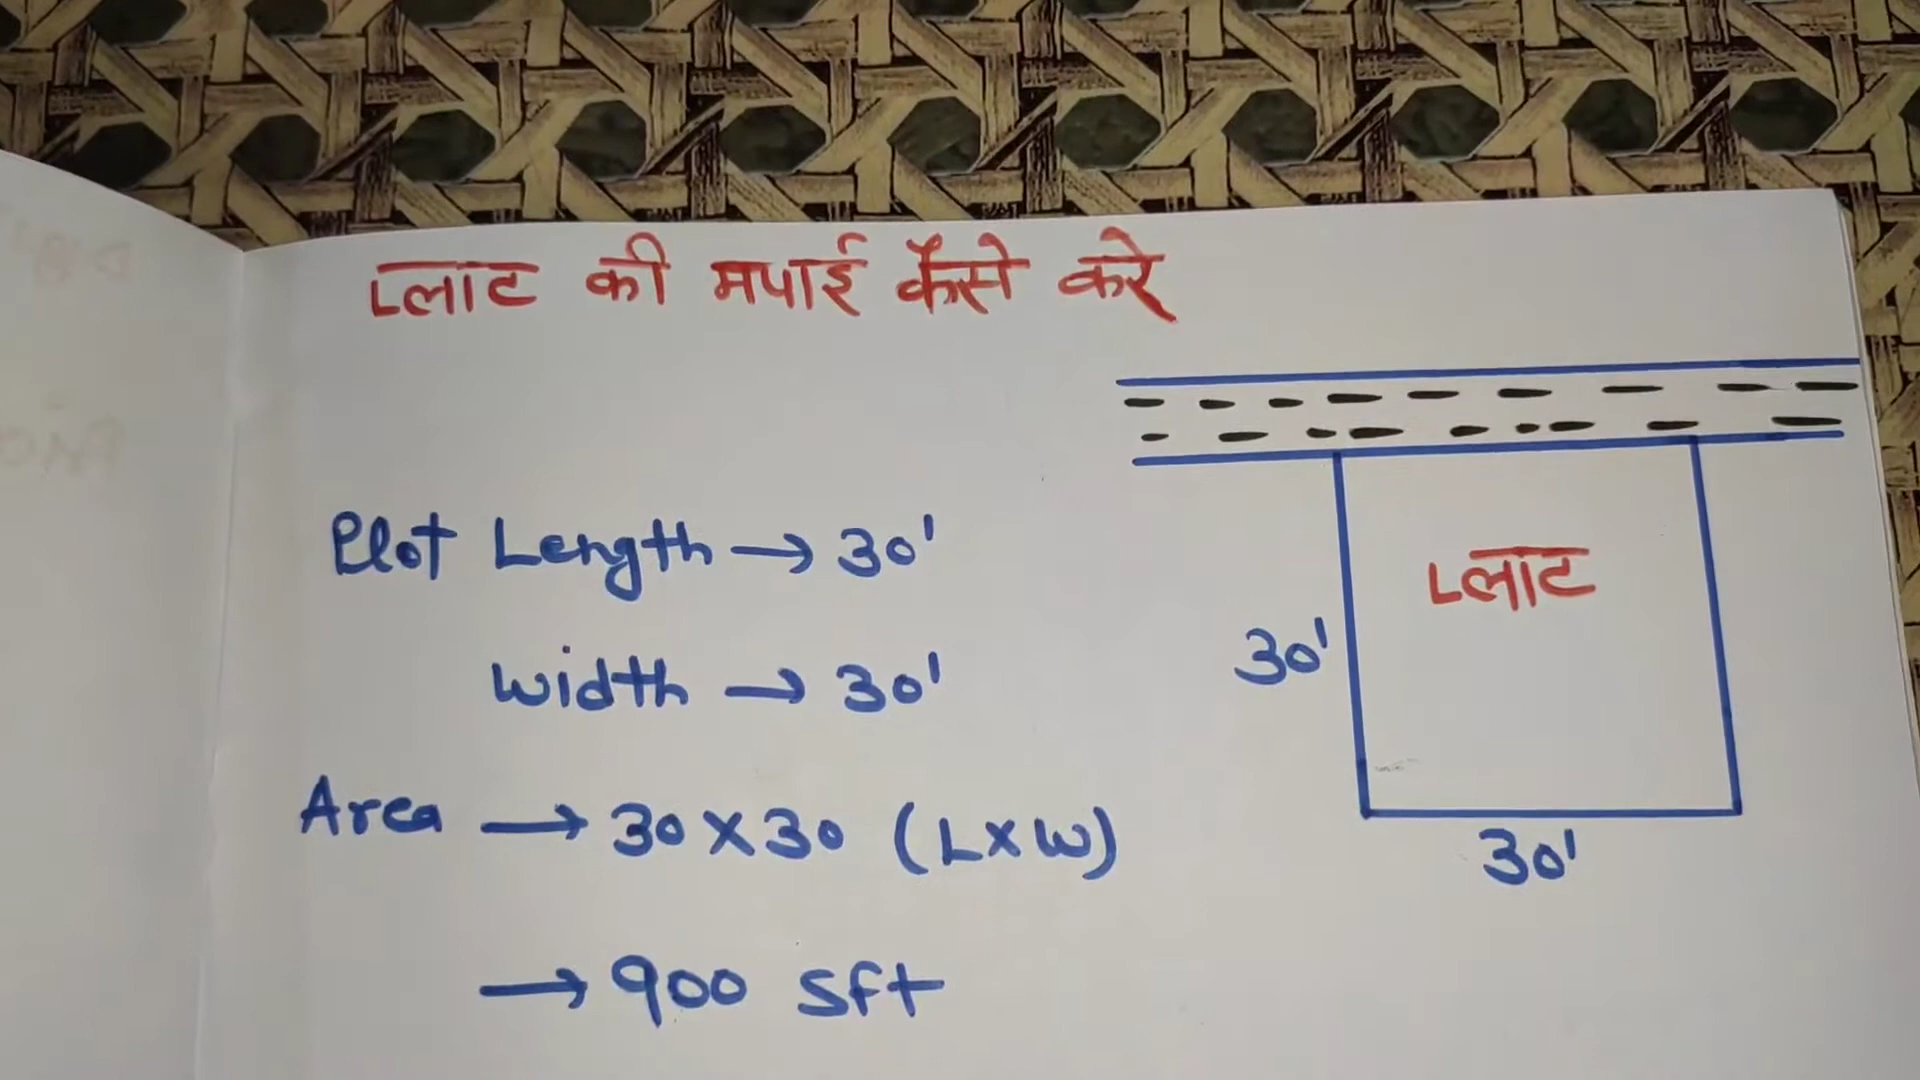 प्लाट की मपाई कैसे करे
Plot Length → 30'
width → 30'
Area → 30×30 (L×W)
→ 900 Sft
प्लाट
30'
30'